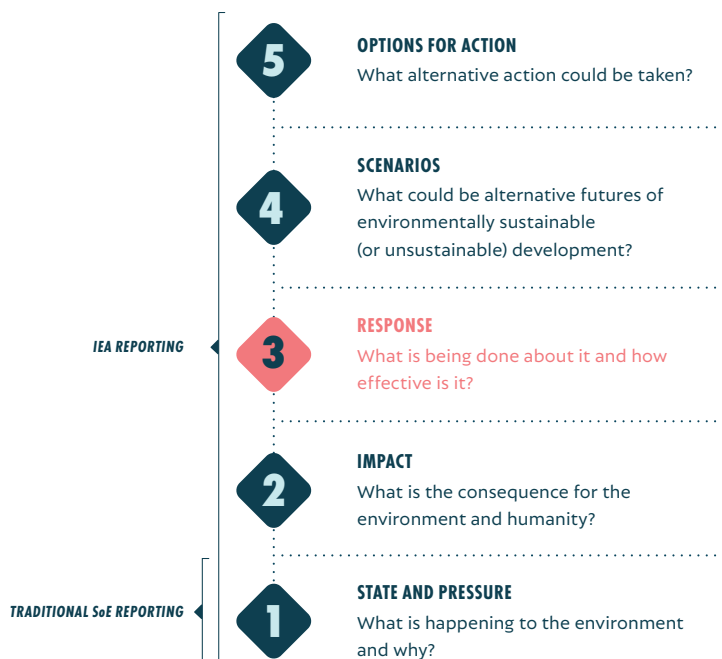 5
OPTIONS FOR ACTION
What alternative action could be taken?
4
SCENARIOS
What could be alternative futures of
environmentally sustainable
(or unsustainable) development?
IEA REPORTING
3
RESPONSE
What is being done about it and how
effective is it?
2
IMPACT
What is the consequence for the
environment and humanity?
TRADITIONAL SoE REPORTING
1
STATE AND PRESSURE
What is happening to the environment
and why?